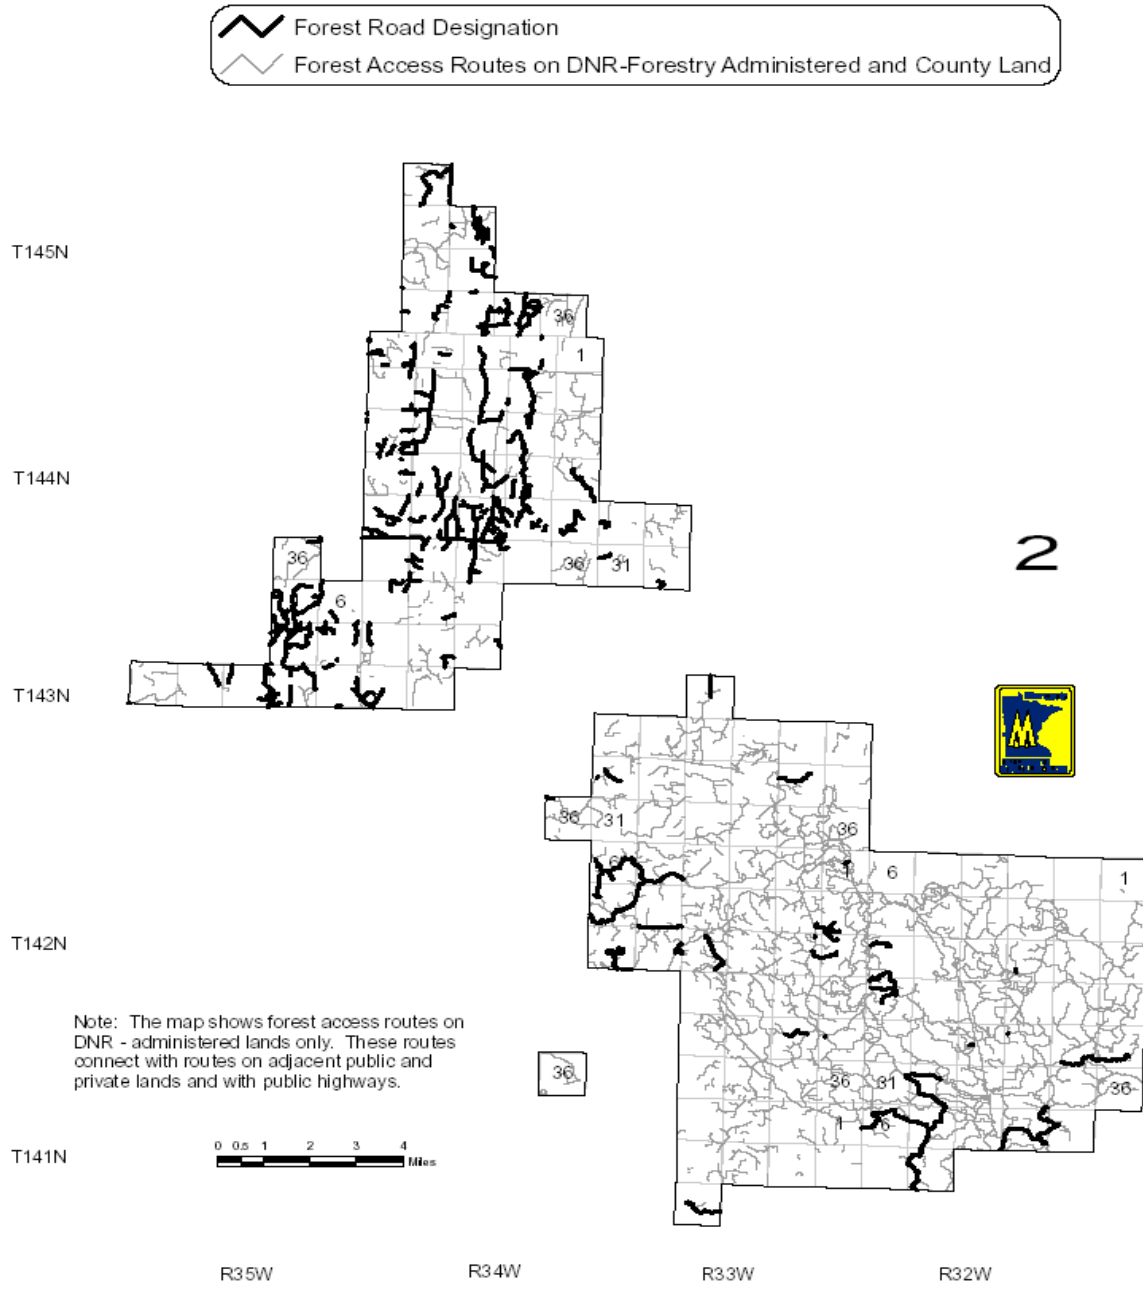 Forest Road Designation
Forest Access Routes on DNR-Forestry Administered and County Land
T145N
36
1
T144N
2
36
36
31
6
T143N
36
31
36
6
1
6
1
T142N
Note: The map shows forest access routes on
DNR - administered lands only. These routes
connect with routes on adjacent public and
private lands and with public highways.
36
36
31
36
1
6
T141N
0 0.5 1 2 3 4
Miles
R35W
R34W
R33W
R32W